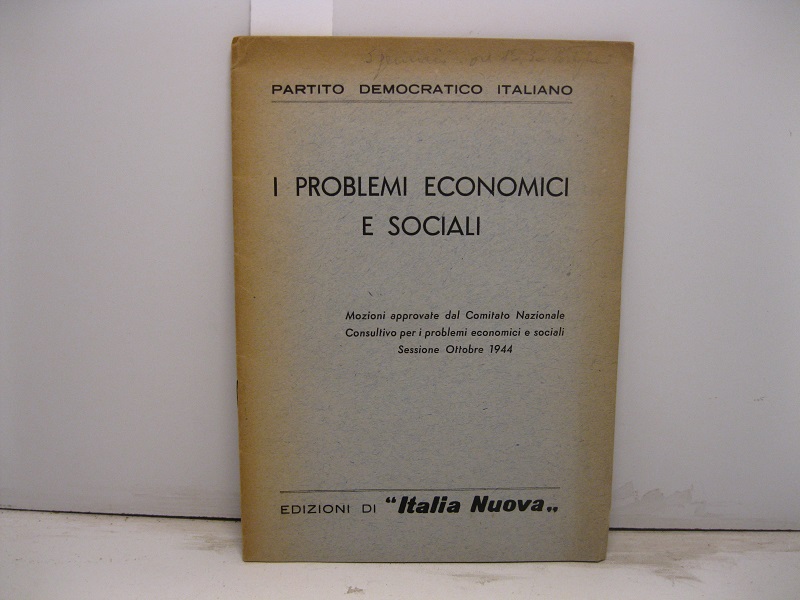 PARTITO DEMOCRATICO ITALIANO
I PROBLEMI ECONOMICI
E SOCIALI
Mozioni approvate dal Comitato Nazionale
Consultivo per i problemi economici e sociali
Sessione Ottobre 1944
EDIZIONI DI "Italia Nuova„